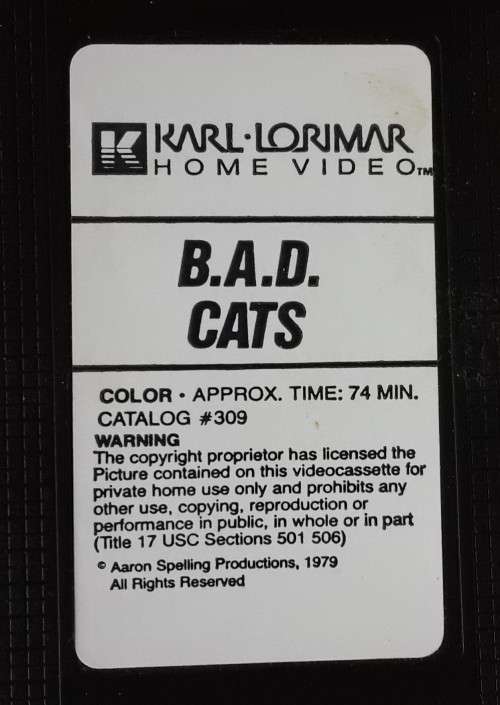 K KARL·LORIMAR
HOME VIDEO™
B.A.D.
CATS
COLOR • APPROX. TIME: 74 MIN.
CATALOG #309
WARNING
The copyright proprietor has licensed the
Picture contained on this videocassette for
private home use only and prohibits any
other use, copying, reproduction or
performance in public, in whole or in part
(Title 17 USC Sections 501 506)
© Aaron Spelling Productions, 1979
All Rights Reserved